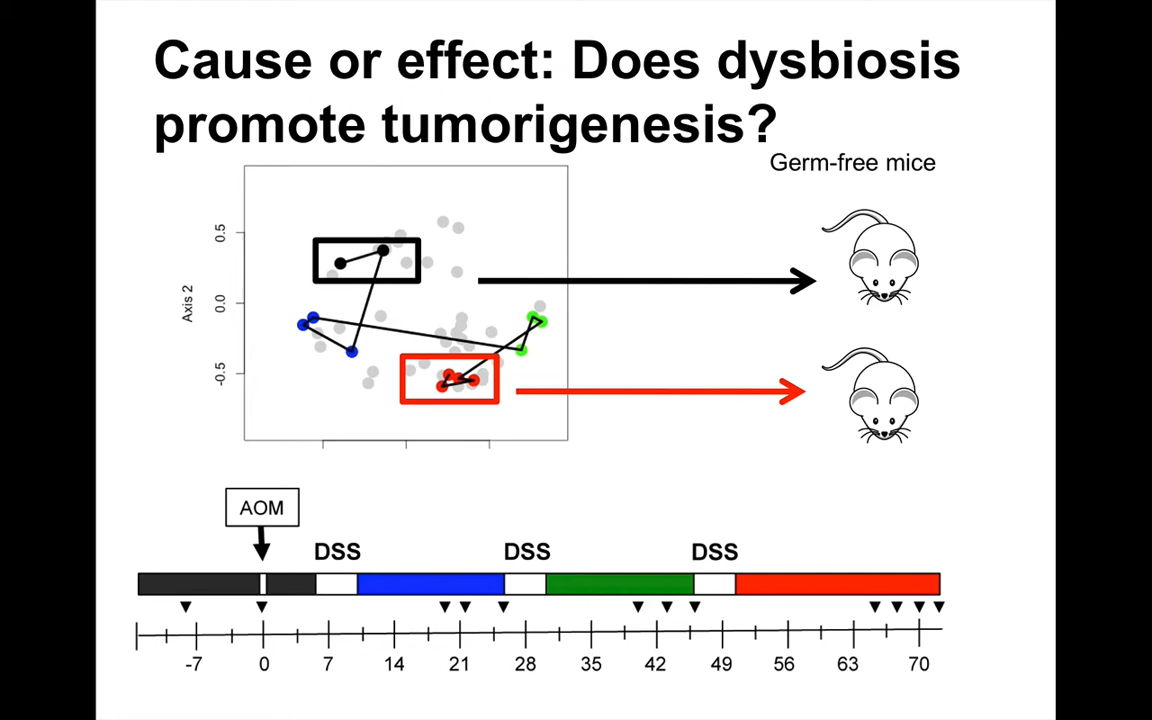 Cause or effect: Does dysbiosis
promote tumorigenesis?
Germ-free mice
0.5
0.0
-0.5
Axis 2
AOM
DSS DSS DSS
-7 0 7 14 21 28 35 42 49 56 63 70